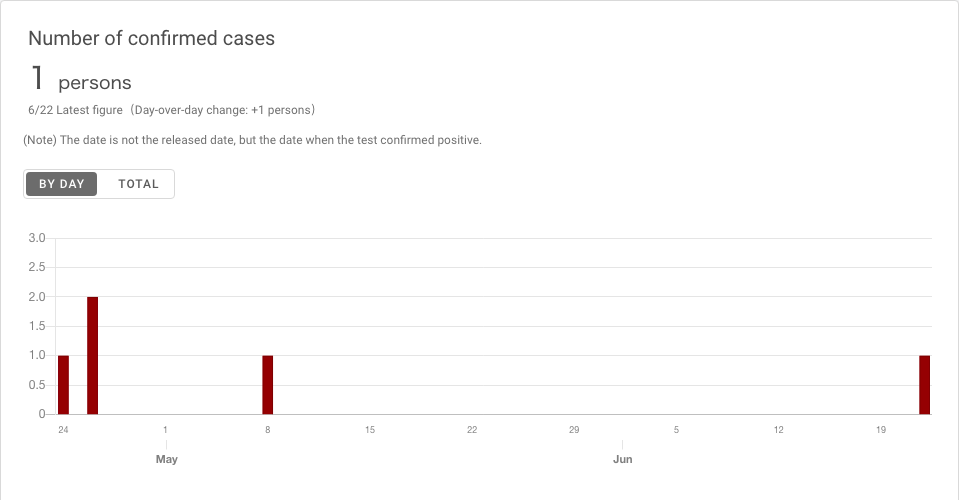 Number of confirmed cases
1 persons
6/22 Latest figure（Day-over-day change: +1 persons）
(Note) The date is not the released date, but the date when the test confirmed positive.
BY DAY TOTAL
3.0
2.5
2.0
1.5
1.0
0.5
0
24 1 8 15 22 29 5 12 19
May Jun